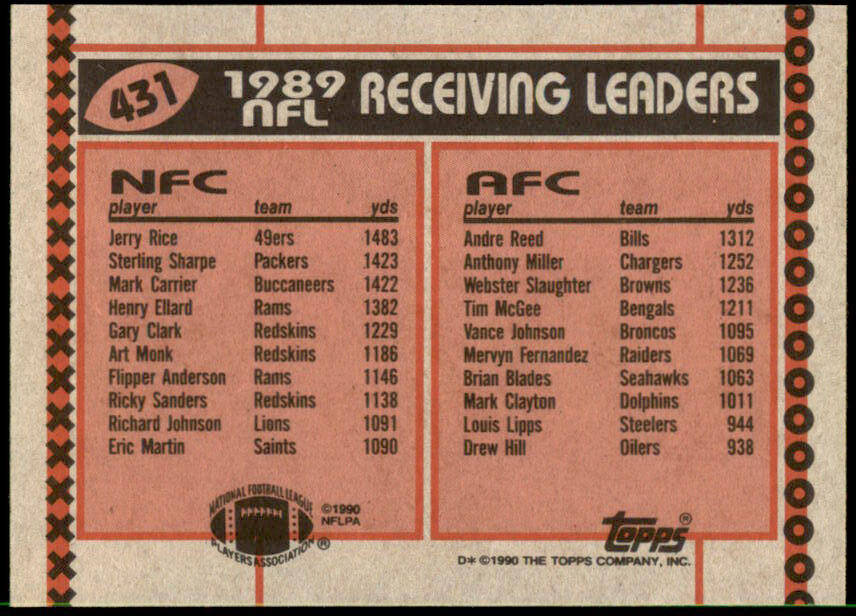 431 1989 NFL RECEIVING LEADERS
NFC
player team yds
Jerry Rice 49ers 1483
Sterling Sharpe Packers 1423
Mark Carrier Buccaneers 1422
Henry Ellard Rams 1382
Gary Clark Redskins 1229
Art Monk Redskins 1186
Flipper Anderson Rams 1146
Ricky Sanders Redskins 1138
Richard Johnson Lions 1091
Eric Martin Saints 1090
NATIONAL FOOTBALL LEAGUE
PLAYERS ASSOCIATION ®
©1990
NFLPA
AFC
player team yds
Andre Reed Bills 1312
Anthony Miller Chargers 1252
Webster Slaughter Browns 1236
Tim McGee Bengals 1211
Vance Johnson Broncos 1095
Mervyn Fernandez Raiders 1069
Brian Blades Seahawks 1063
Mark Clayton Dolphins 1011
Louis Lipps Steelers 944
Drew Hill Oilers 938
topps®
D* ©1990 THE TOPPS COMPANY, INC.